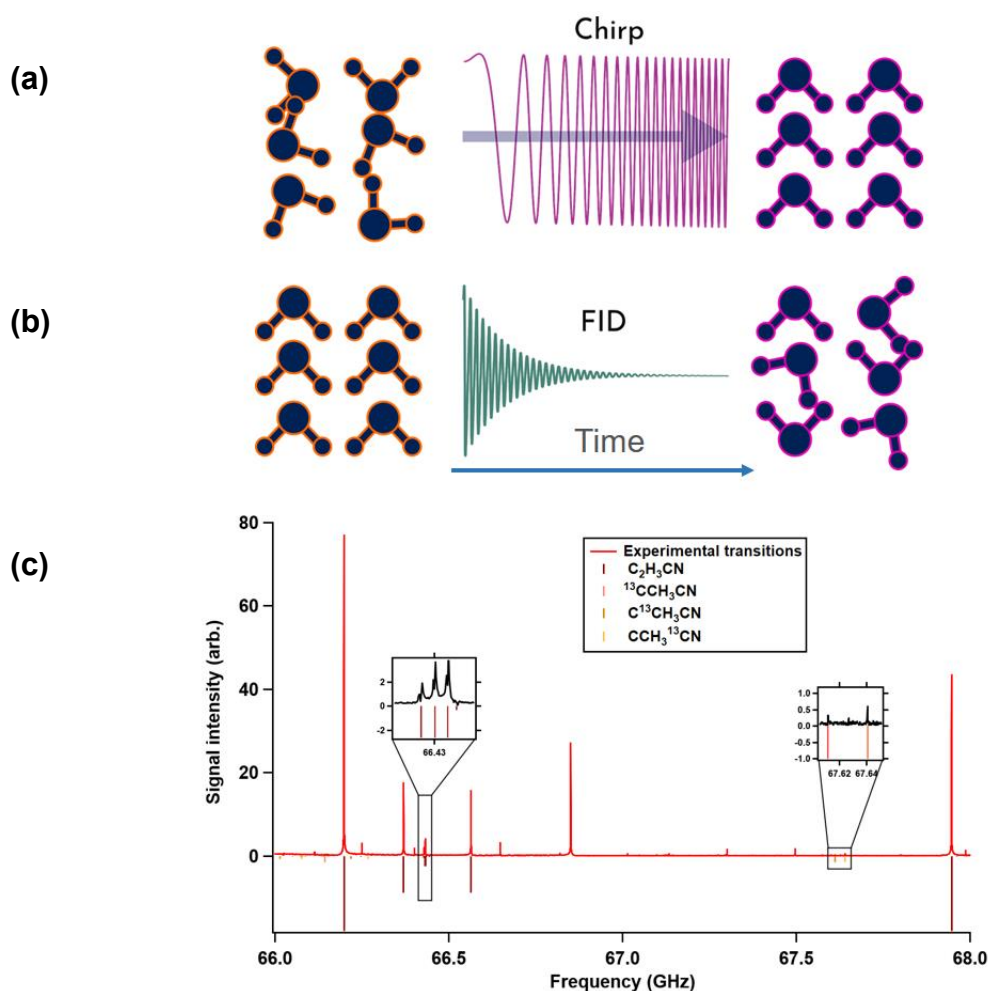 (a)
Chirp
(b)
FID
Time
(c)
80
60
40
20
0
Signal intensity (arb.)
Experimental transitions
C₂H₃CN
¹³CCH₃CN
C¹³CH₃CN
CCH₃¹³CN
2
0
-2
66.43
1.0
0.5
0.0
-0.5
-1.0
67.62 67.64
66.0 66.5 67.0 67.5 68.0
Frequency (GHz)